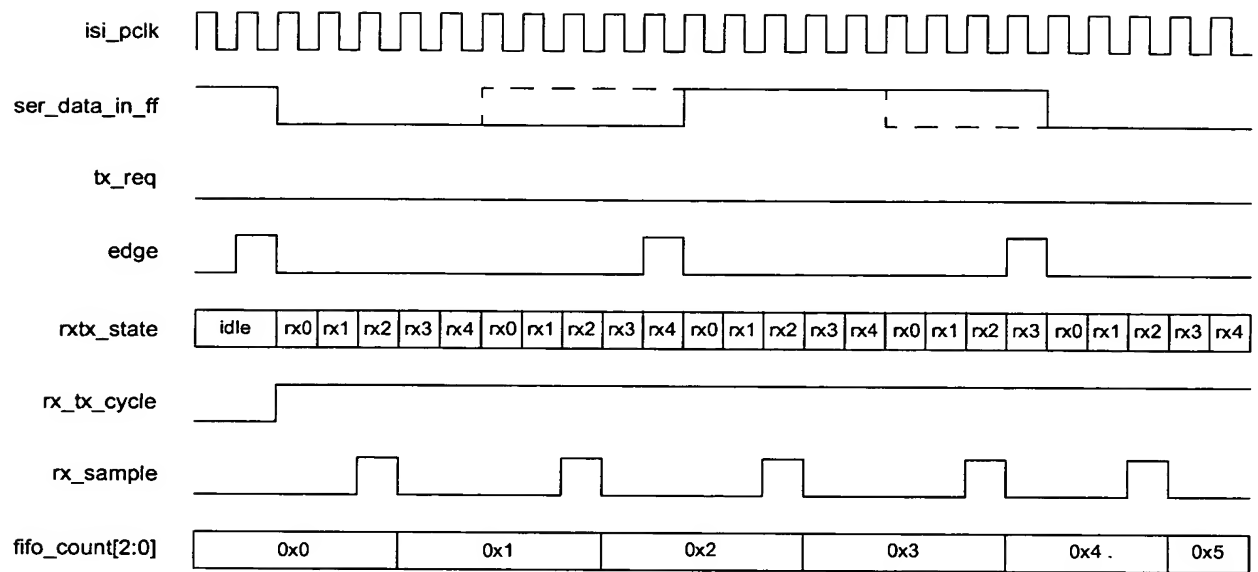 isi_pclk
ser_data_in_ff
tx_req
edge
rxtx_state idle rx0 rx1 rx2 rx3 rx4 rx0 rx1 rx2 rx3 rx4 rx0 rx1 rx2 rx3 rx4 rx0 rx1 rx2 rx3 rx0 rx1 rx2 rx3 rx4
rx_tx_cycle
rx_sample
fifo_count[2:0] 0x0 0x1 0x2 0x3 0x4 0x5